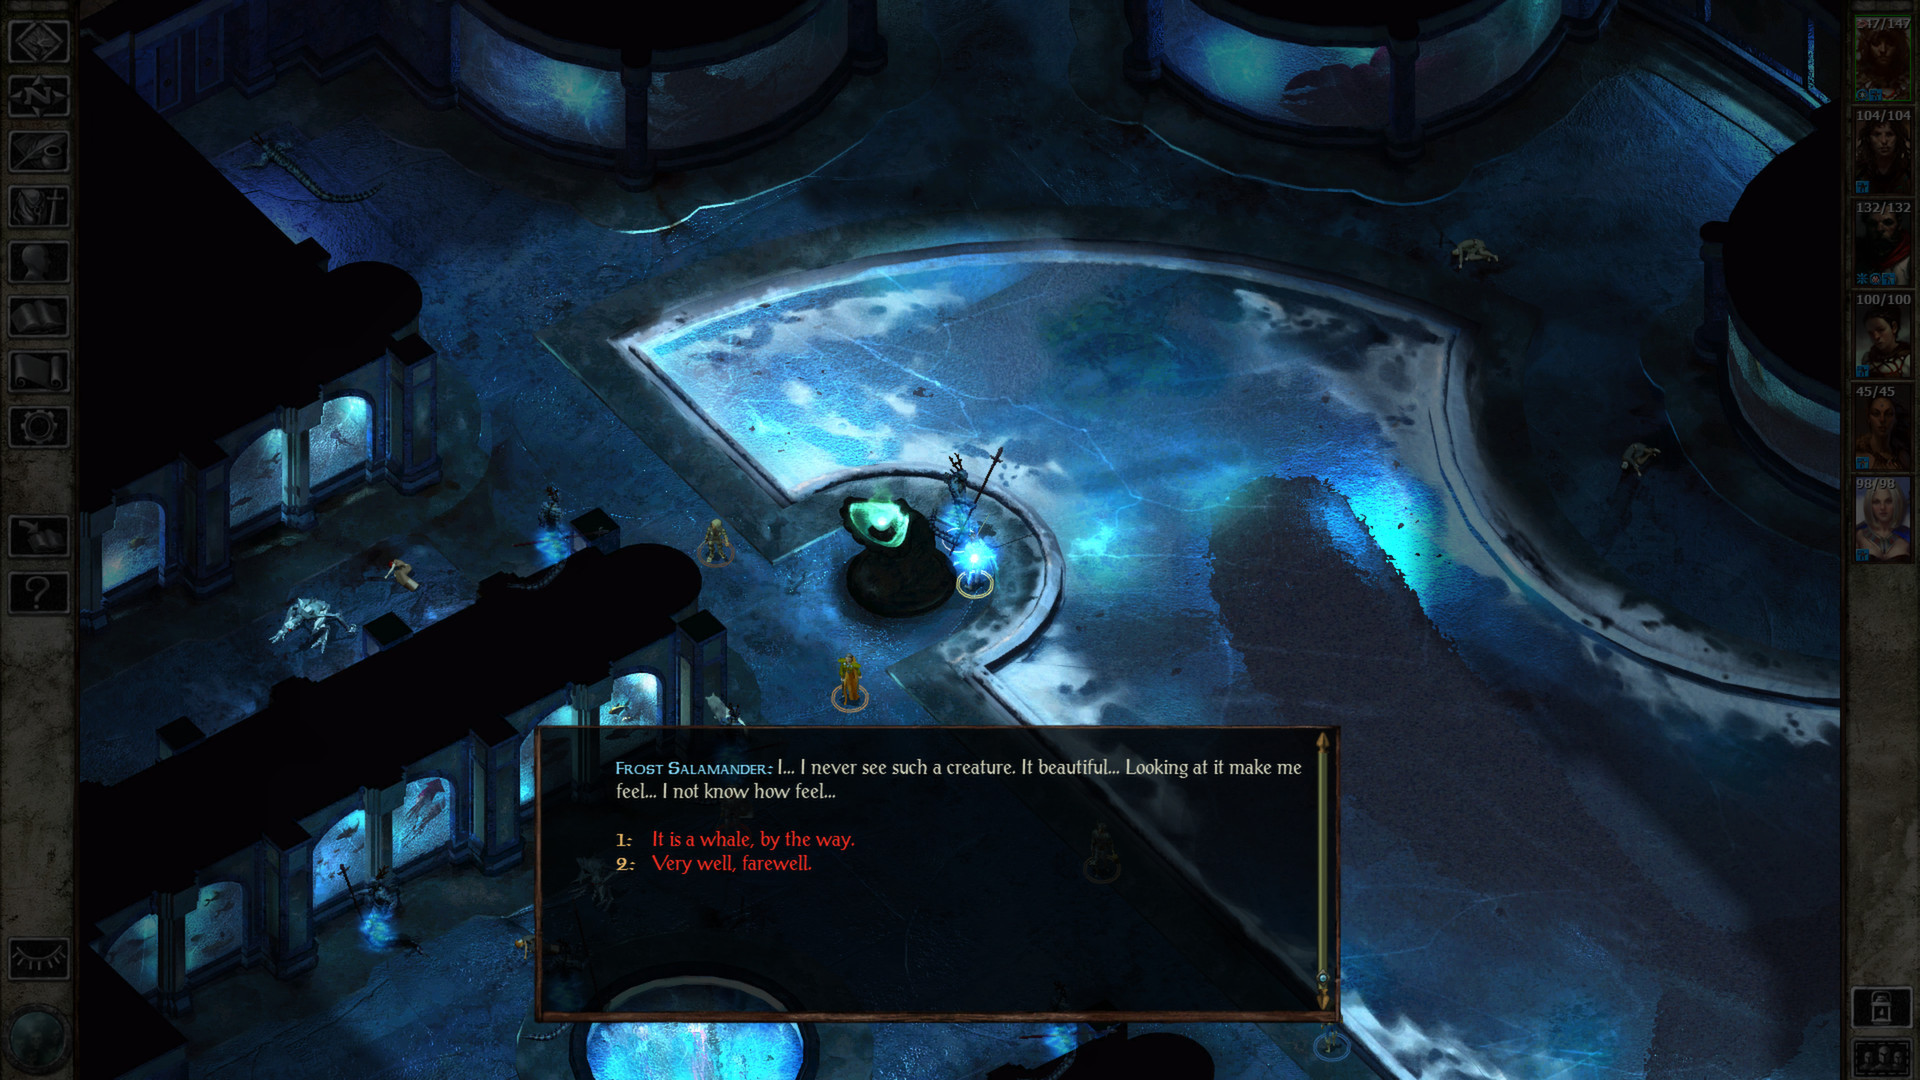 147/147
104/104
132/132
100/100
45/45
98/98
N
?
Frost Salamander:- I... I never see such a creature. It beautiful... Looking at it make me
feel... I not know how feel...
1:- It is a whale, by the way.
2:- Very well, farewell.